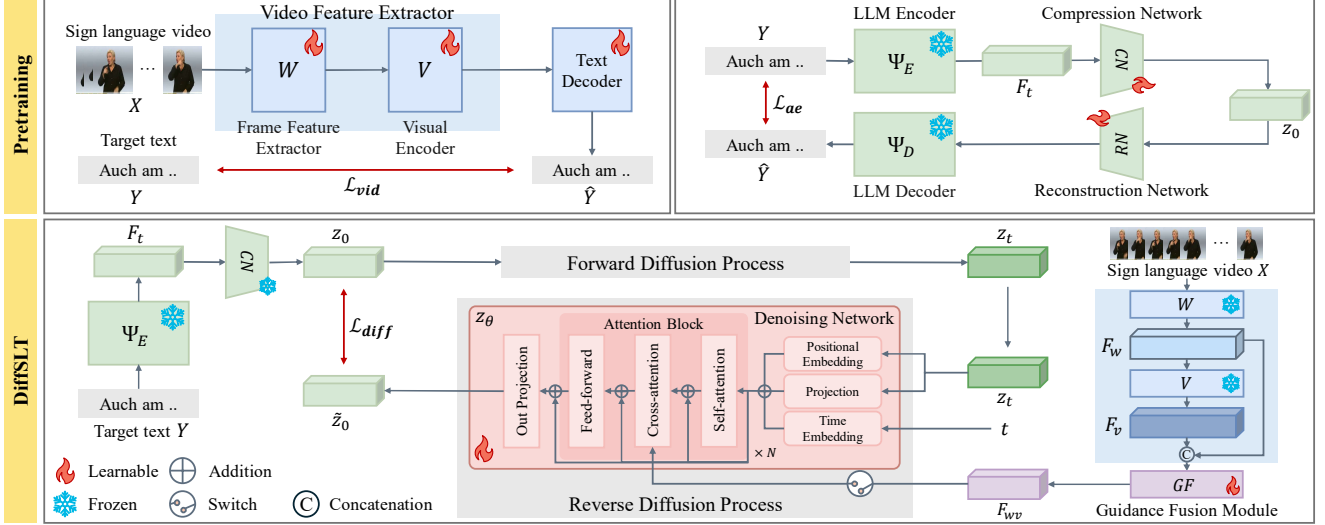 Pretraining
Video Feature Extractor
Sign language video
...
X
W
V
Text
Decoder
Frame Feature
Extractor
Visual
Encoder
Target text
Auch am ..
Y
ℒvid
Auch am ..
Ŷ
LLM Encoder
Compression Network
Y
Auch am ..
Ψ_E
F_t
CN
z_0
ℒae
Auch am ..
Ŷ
Ψ_D
LLM Decoder
RN
Reconstruction Network
DiffSLT
F_t
CN
z_0
Forward Diffusion Process
z_t
Ψ_E
ℒdiff
Auch am ..
Target text Y
z̃_0
z_θ
Attention Block
Denoising Network
Out Projection
Feed-forward
Cross-attention
Self-attention
Positional
Embedding
Projection
Time
Embedding
× N
z_t
t
Reverse Diffusion Process
F_wv
...
Sign language video X
W
F_w
V
F_v
C
GF
Guidance Fusion Module
Learnable
Addition
Frozen
Switch
C Concatenation